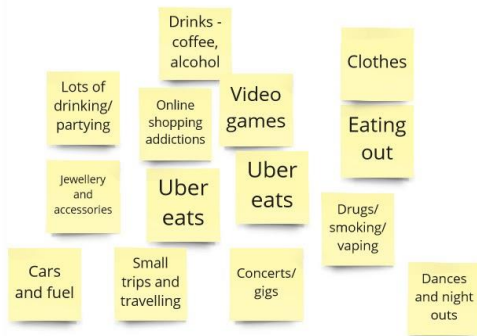 Drinks -
coffee,
alcohol
Clothes
Lots of
drinking/
partying
Online
shopping
addictions
Video
games
Eating
out
Jewellery
and
accessories
Uber
eats
Uber
eats
Drugs/
smoking/
vaping
Cars
and fuel
Small
trips and
travelling
Concerts/
gigs
Dances
and night
outs